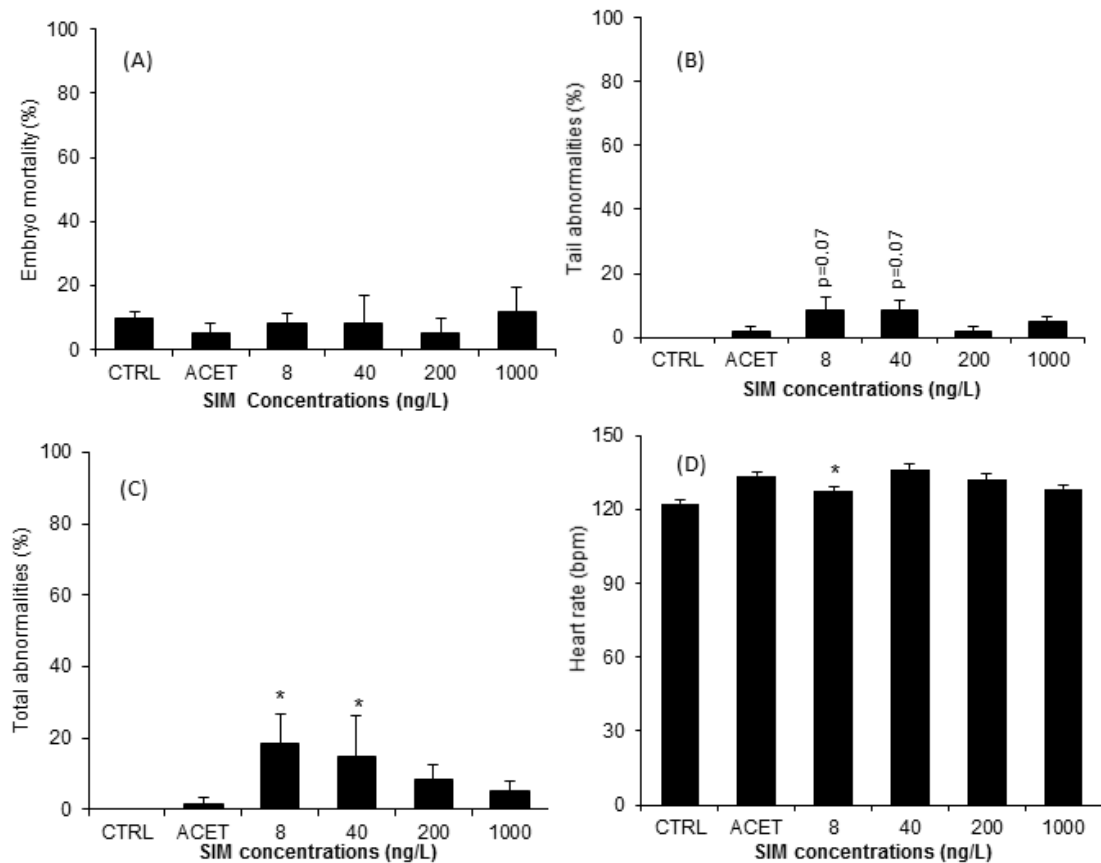 (A)
Embryo mortality (%)
100
80
60
40
20
0
CTRL ACET 8 40 200 1000
SIM Concentrations (ng/L)
(B)
Tail abnormalities (%)
100
80
60
40
20
0
p=0.07
p=0.07
CTRL ACET 8 40 200 1000
SIM concentrations (ng/L)
(C)
Total abnormalities (%)
100
80
60
40
20
0
* *
CTRL ACET 8 40 200 1000
SIM concentrations (ng/L)
(D)
Heart rate (bpm)
150
120
90
60
30
0
*
CTRL ACET 8 40 200 1000
SIM concentrations (ng/L)